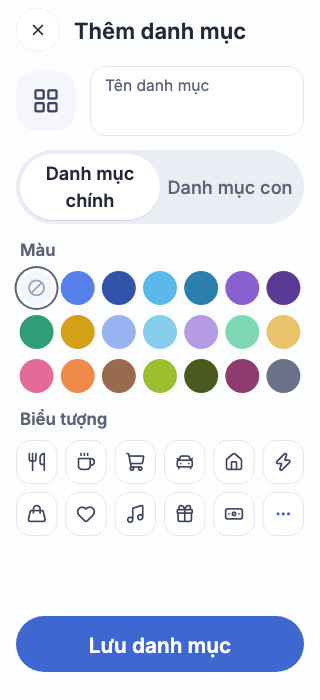 Thêm danh mục
Tên danh mục
Danh mục
chính
Danh mục con
Màu
Biểu tượng
Lưu danh mục